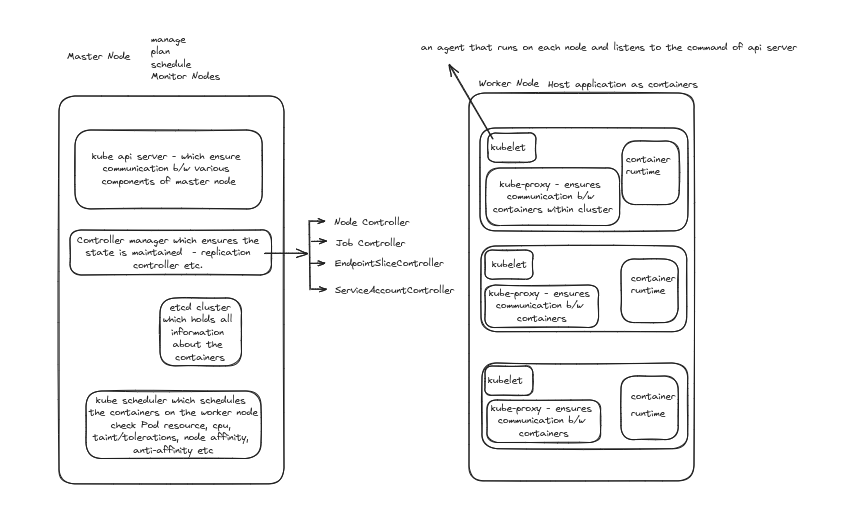 Master Node
manage
plan
schedule
Monitor Nodes
kube api server - which ensure
communication b/w various
components of master node
Controller manager which ensures the
state is maintained - replication
controller etc.
Node Controller
Job Controller
EndpointSliceController
ServiceAccountController
etcd cluster
which holds all
information
about the
containers
kube scheduler which schedules
the containers on the worker node
check Pod resource, cpu,
taint/tolerations, node affinity,
anti-affinity etc
an agent that runs on each node and listens to the command of api server
Worker Node Host application as containers
kubelet
kube-proxy - ensures
communication b/w
containers within cluster
container
runtime
kubelet
kube-proxy - ensures
communication b/w
containers
container
runtime
kubelet
kube-proxy - ensures
communication b/w
containers
container
runtime